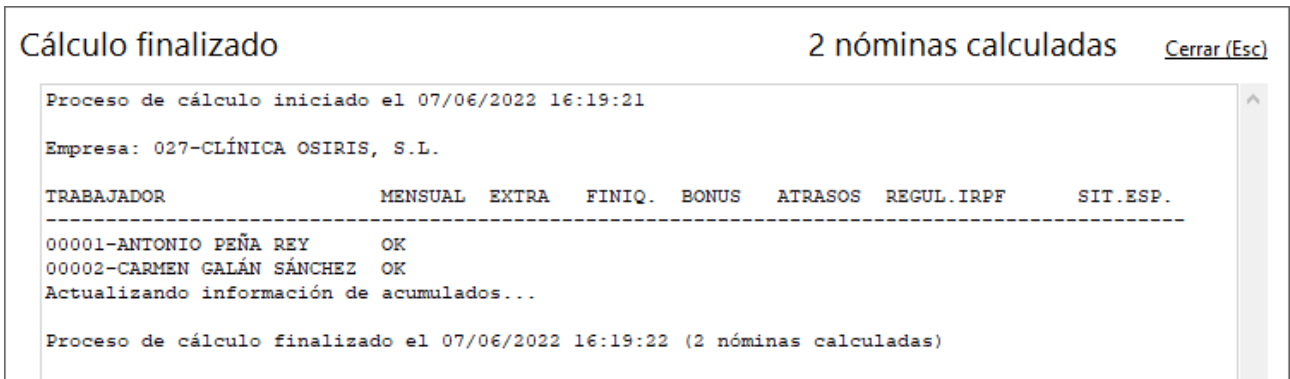 Cálculo finalizado 2 nóminas calculadas Cerrar (Esc)
Proceso de cálculo iniciado el 07/06/2022 16:19:21
Empresa: 027-CLÍNICA OSIRIS, S.L.
TRABAJADOR MENSUAL EXTRA FINIQ. BONUS ATRASOS REGUL.IRPF SIT.ESP.
--------------------------------------------------------------------------------
00001-ANTONIO PEÑA REY OK
00002-CARMEN GALÁN SÁNCHEZ OK
Actualizando información de acumulados...
Proceso de cálculo finalizado el 07/06/2022 16:19:22 (2 nóminas calculadas)